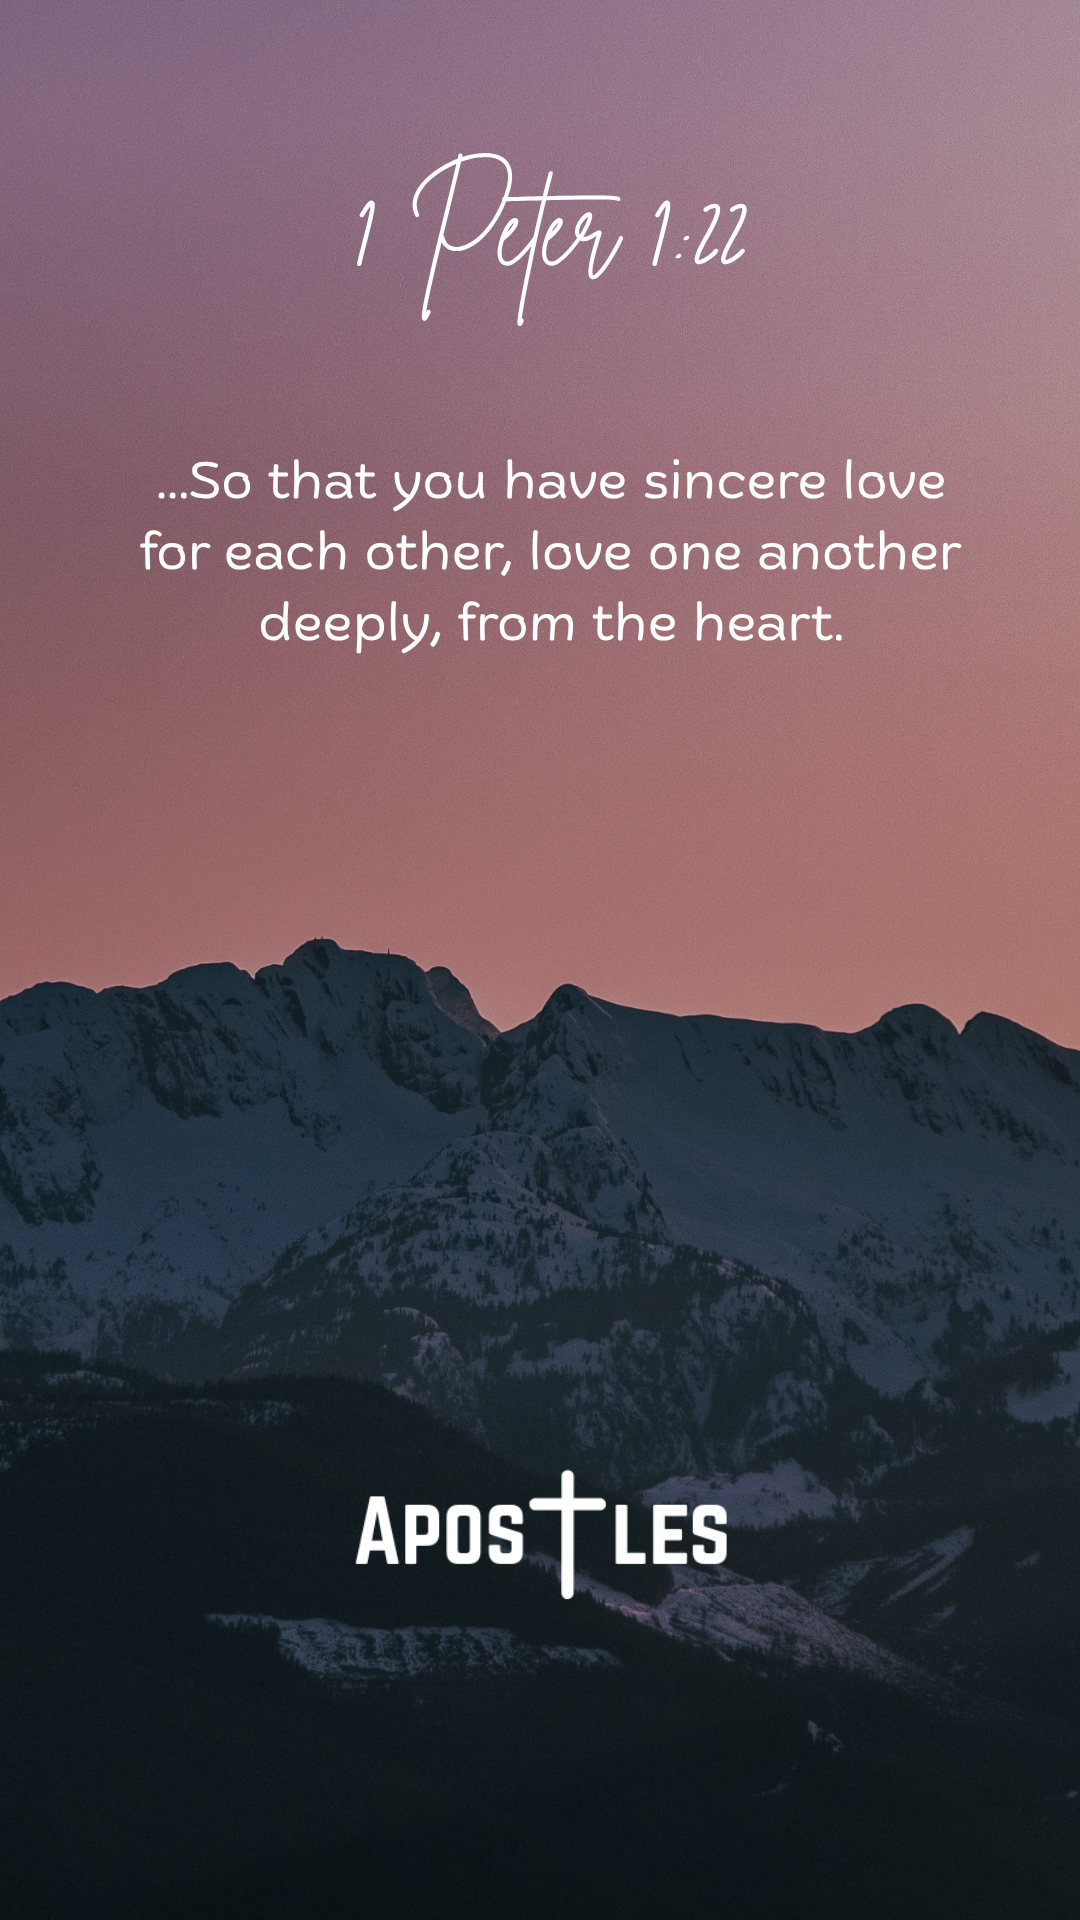 1 Peter 1:22
...So that you have sincere love
for each other, love one another
deeply, from the heart.
APOSTLES